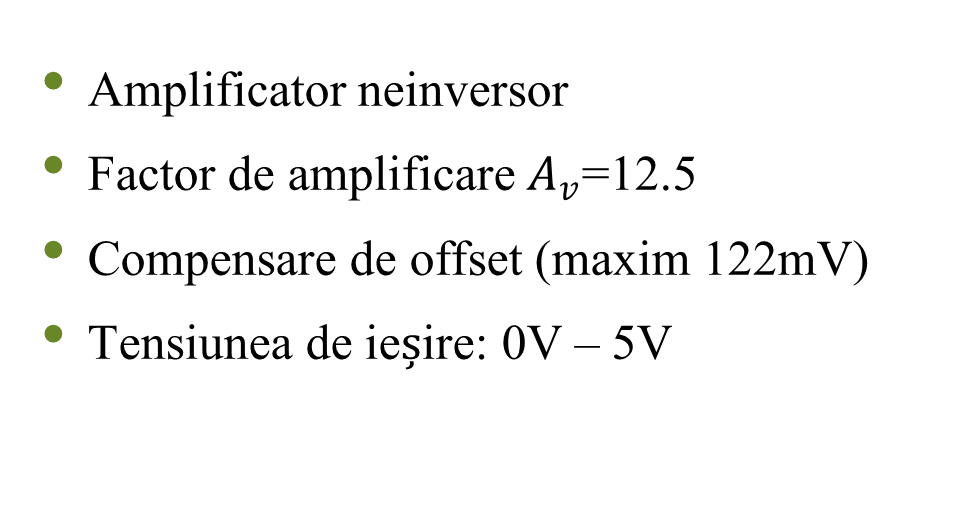 • Amplificator neinversor
• Factor de amplificare 𝐴ᵥ=12.5
• Compensare de offset (maxim 122mV)
• Tensiunea de ieșire: 0V – 5V